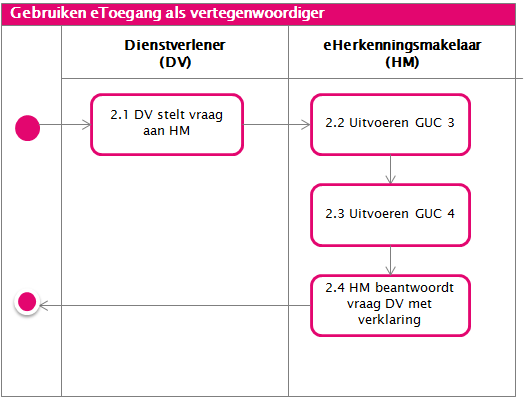 Gebruiken eToegang als vertegenwoordiger
Dienstverlener
(DV)
eHerkenningsmakelaar
(HM)
2.1 DV stelt vraag
aan HM
2.2 Uitvoeren GUC 3
2.3 Uitvoeren GUC 4
2.4 HM beantwoordt
vraag DV met
verklaring